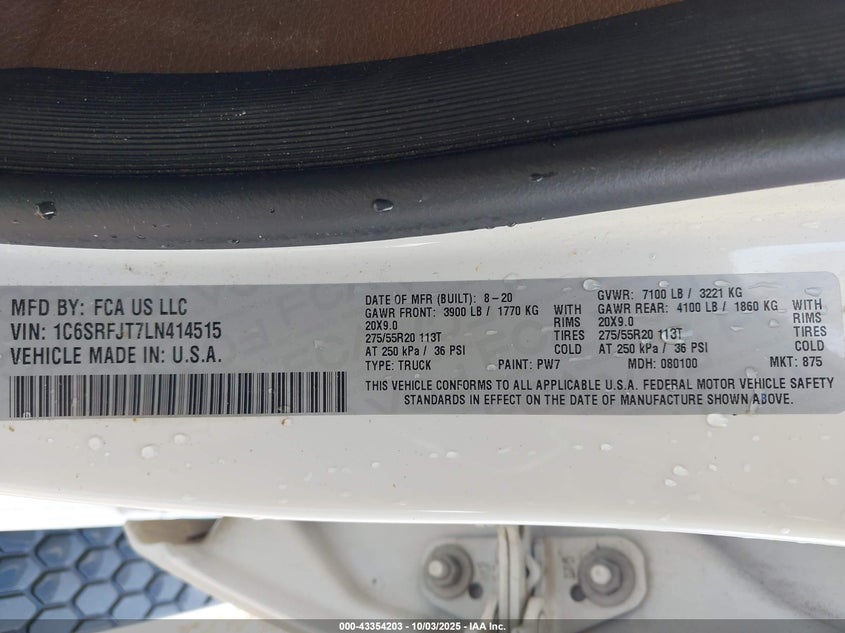 MFD BY: FCA US LLC
VIN: 1C6SRFJT7LN414515
VEHICLE MADE IN: U.S.A.
DATE OF MFR (BUILT): 8-20 GVWR: 7100 LB / 3221 KG
GAWR FRONT: 3900 LB / 1770 KG WITH GAWR REAR: 4100 LB / 1860 KG WITH
20X9.0 RIMS 20X9.0 RIMS
275/55R20 113T TIRES 275/55R20 113T TIRES
AT 250 kPa / 36 PSI COLD AT 250 kPa / 36 PSI COLD
TYPE: TRUCK PAINT: PW7 MDH: 080100 MKT: 875
THIS VEHICLE CONFORMS TO ALL APPLICABLE U.S.A. FEDERAL MOTOR VEHICLE SAFETY
STANDARDS IN EFFECT ON THE DATE OF MANUFACTURE SHOWN ABOVE.
000-43354203 - 10/03/2025 - IAA Inc.